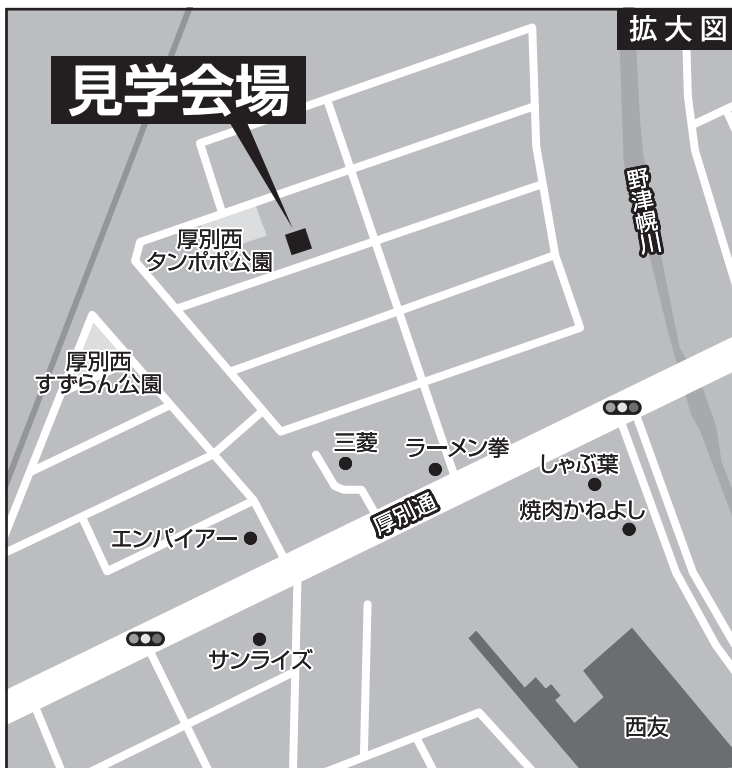 拡大図
見学会場
野津幌川
厚別西
タンポポ公園
厚別西
すずらん公園
三菱
ラーメン拳
しゃぶ葉
焼肉かねよし
厚別通
エンパイアー
サンライズ
西友